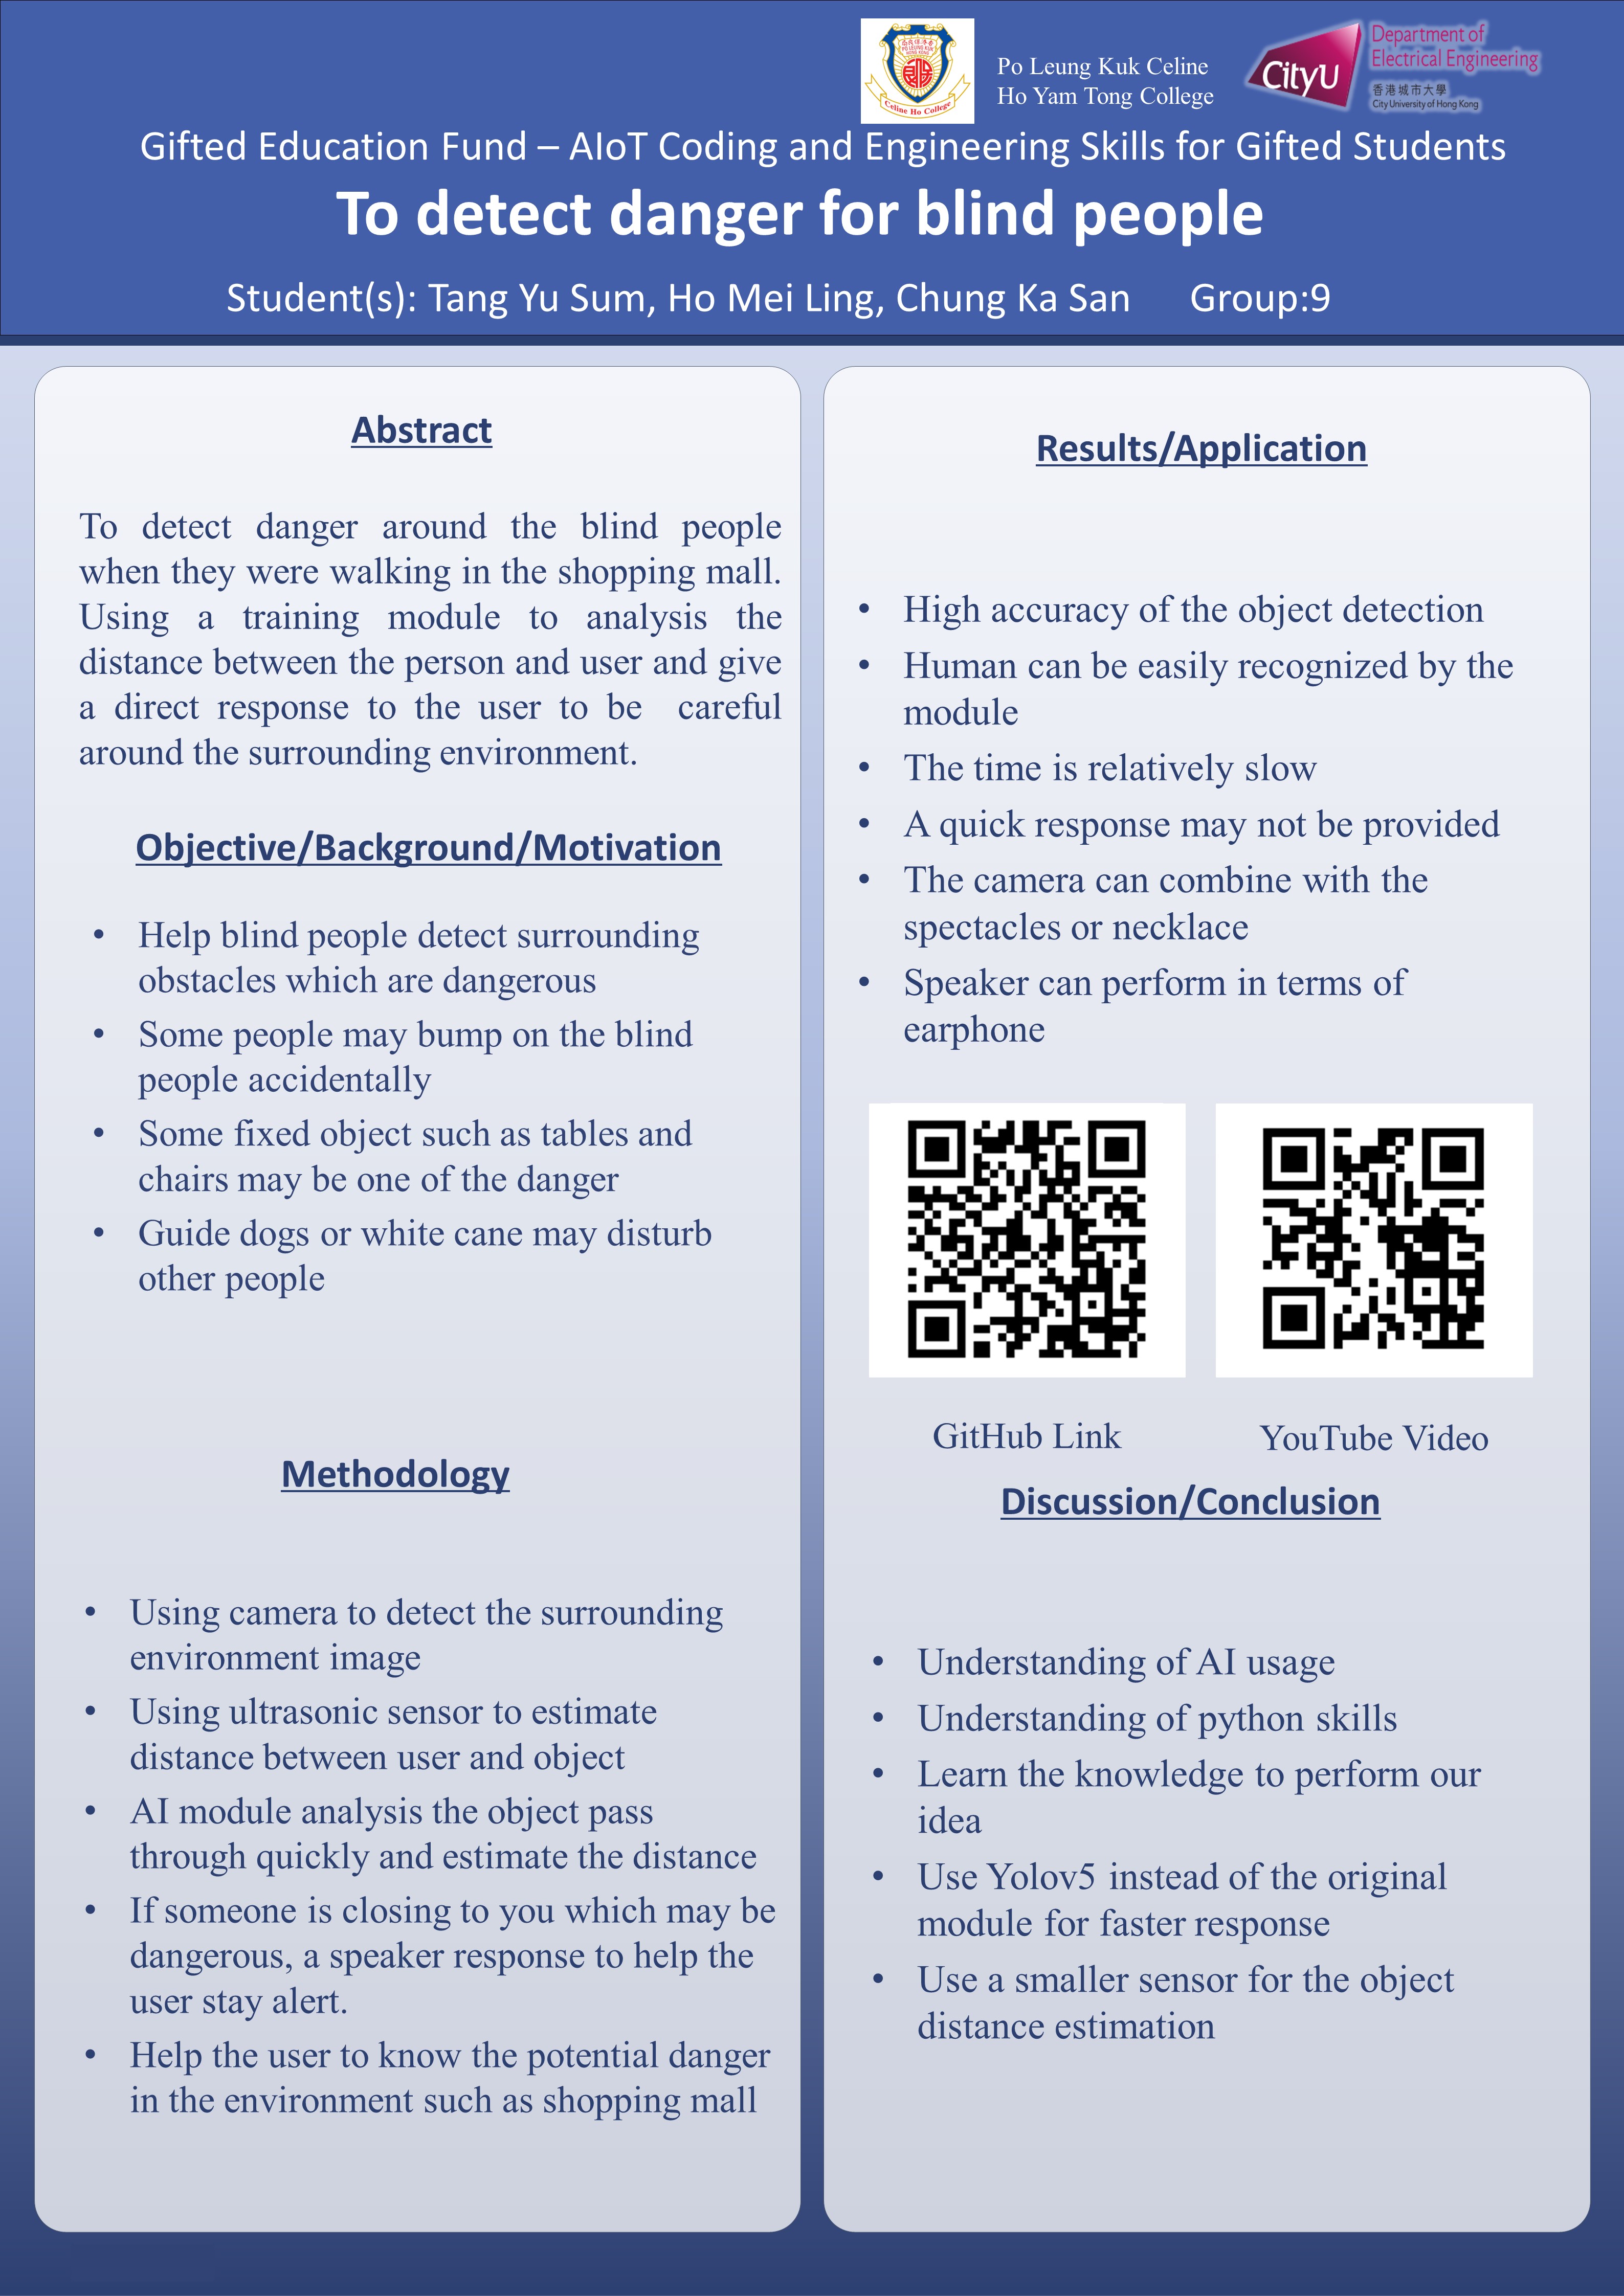 保良局
PO LEUNG KUK
HONG KONG
Celine Ho College
Po Leung Kuk Celine
Ho Yam Tong College
CityU
Department of
Electrical Engineering
香港城市大學
City University of Hong Kong
Gifted Education Fund – AIoT Coding and Engineering Skills for Gifted Students
To detect danger for blind people
Student(s): Tang Yu Sum, Ho Mei Ling, Chung Ka San Group:9
Abstract
To detect danger around the blind people
when they were walking in the shopping mall.
Using a training module to analysis the
distance between the person and user and give
a direct response to the user to be careful
around the surrounding environment.
Objective/Background/Motivation
• Help blind people detect surrounding
obstacles which are dangerous
• Some people may bump on the blind
people accidentally
• Some fixed object such as tables and
chairs may be one of the danger
• Guide dogs or white cane may disturb
other people
Methodology
• Using camera to detect the surrounding
environment image
• Using ultrasonic sensor to estimate
distance between user and object
• AI module analysis the object pass
through quickly and estimate the distance
• If someone is closing to you which may be
dangerous, a speaker response to help the
user stay alert.
• Help the user to know the potential danger
in the environment such as shopping mall
Results/Application
• High accuracy of the object detection
• Human can be easily recognized by the
module
• The time is relatively slow
• A quick response may not be provided
• The camera can combine with the
spectacles or necklace
• Speaker can perform in terms of
earphone
GitHub Link
YouTube Video
Discussion/Conclusion
• Understanding of AI usage
• Understanding of python skills
• Learn the knowledge to perform our
idea
• Use Yolov5 instead of the original
module for faster response
• Use a smaller sensor for the object
distance estimation